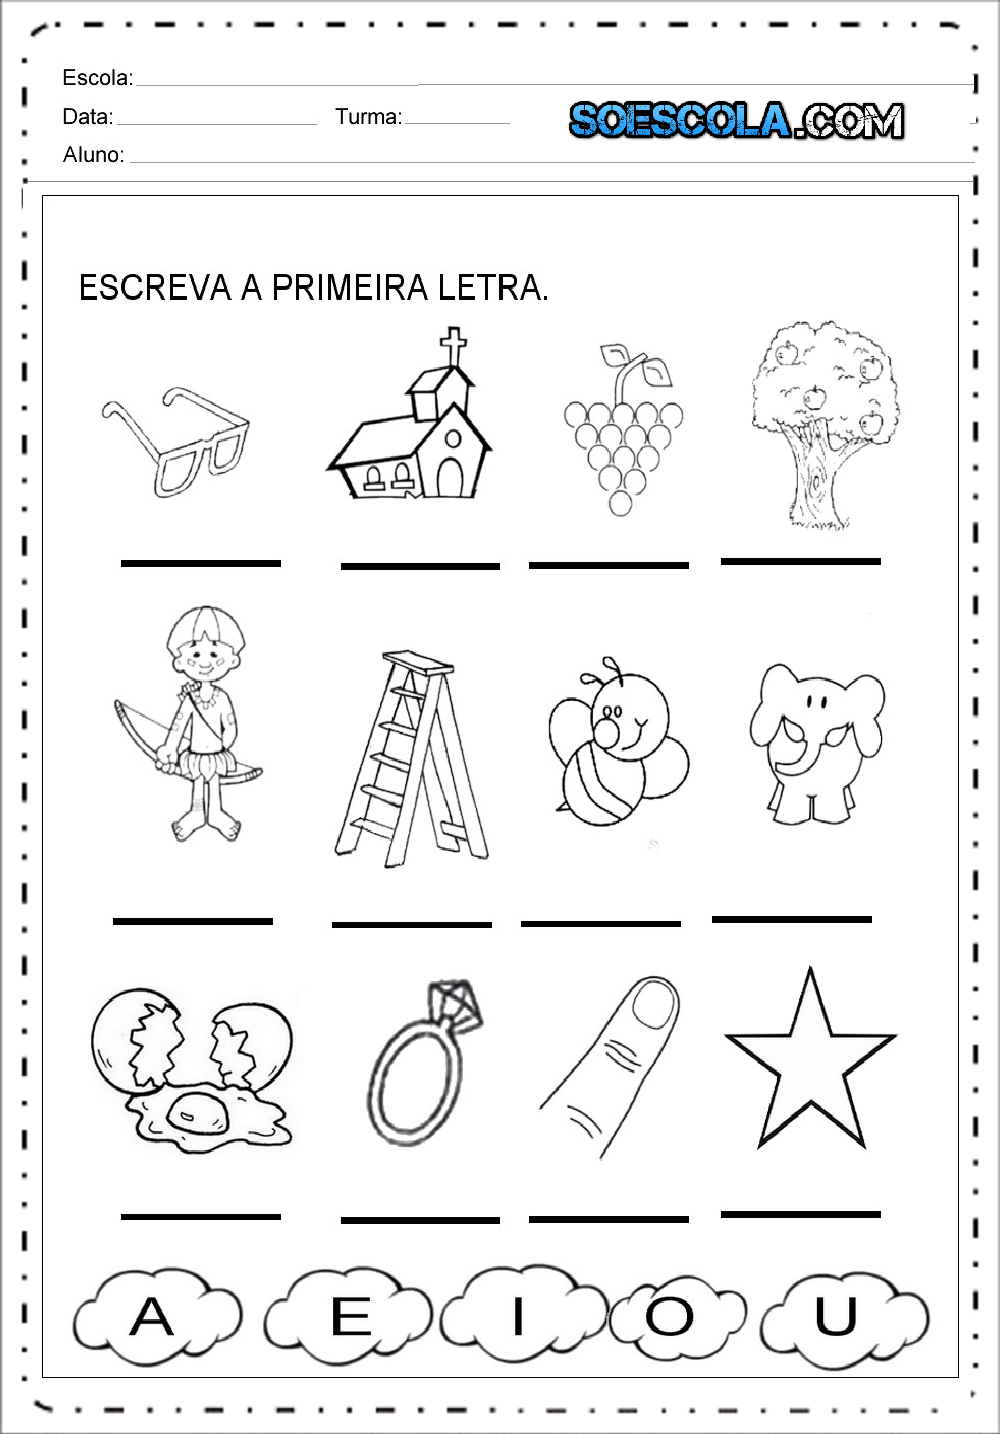 Escola:
Data: Turma:
SOESCOLA.COM
Aluno:
ESCREVA A PRIMEIRA LETRA.
A E I O U